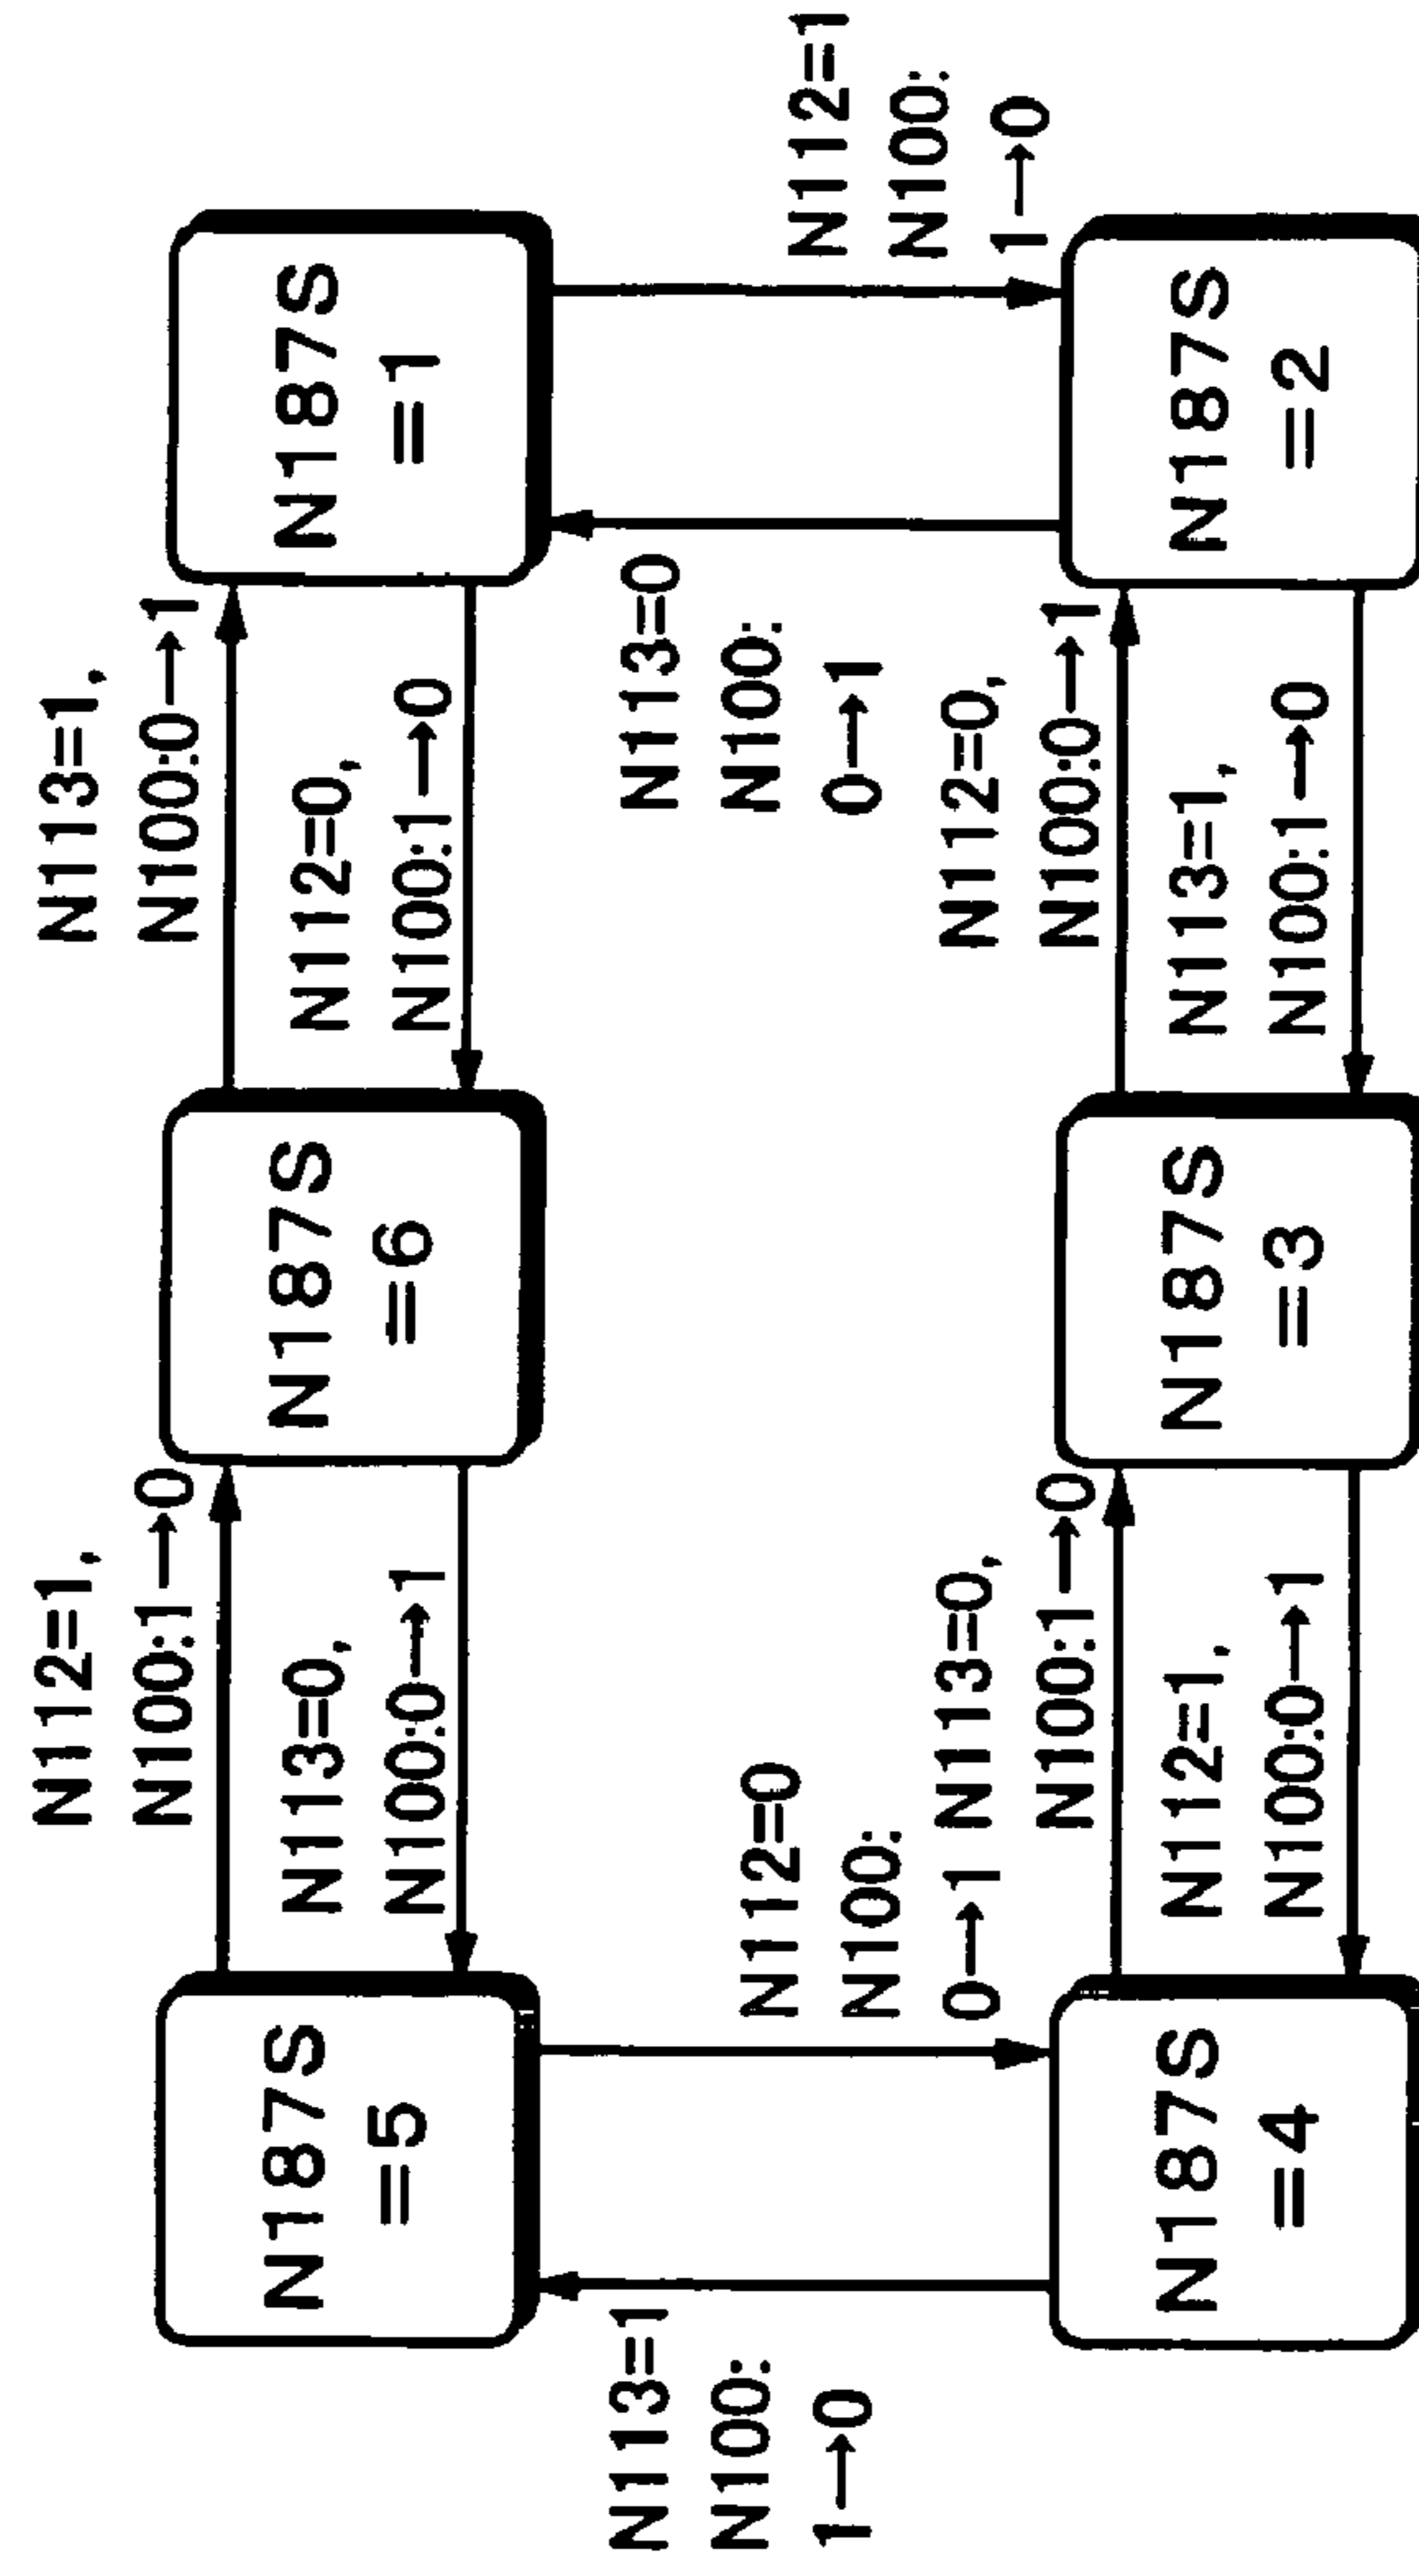 N112=1,
N100:1→0
N113=1,
N100:0→1
N187S
=5
N113=0,
N100:0→1
N187S
=6
N112=0,
N100:1→0
N187S
=1
N113=1
N100:
1→0
N112=0
N100:
0→1
N113=0
N100:
0→1
N112=1
N100:
1→0
N113=0,
N100:1→0
N112=0,
N100:0→1
N187S
=4
N112=1,
N100:0→1
N187S
=3
N113=1,
N100:1→0
N187S
=2